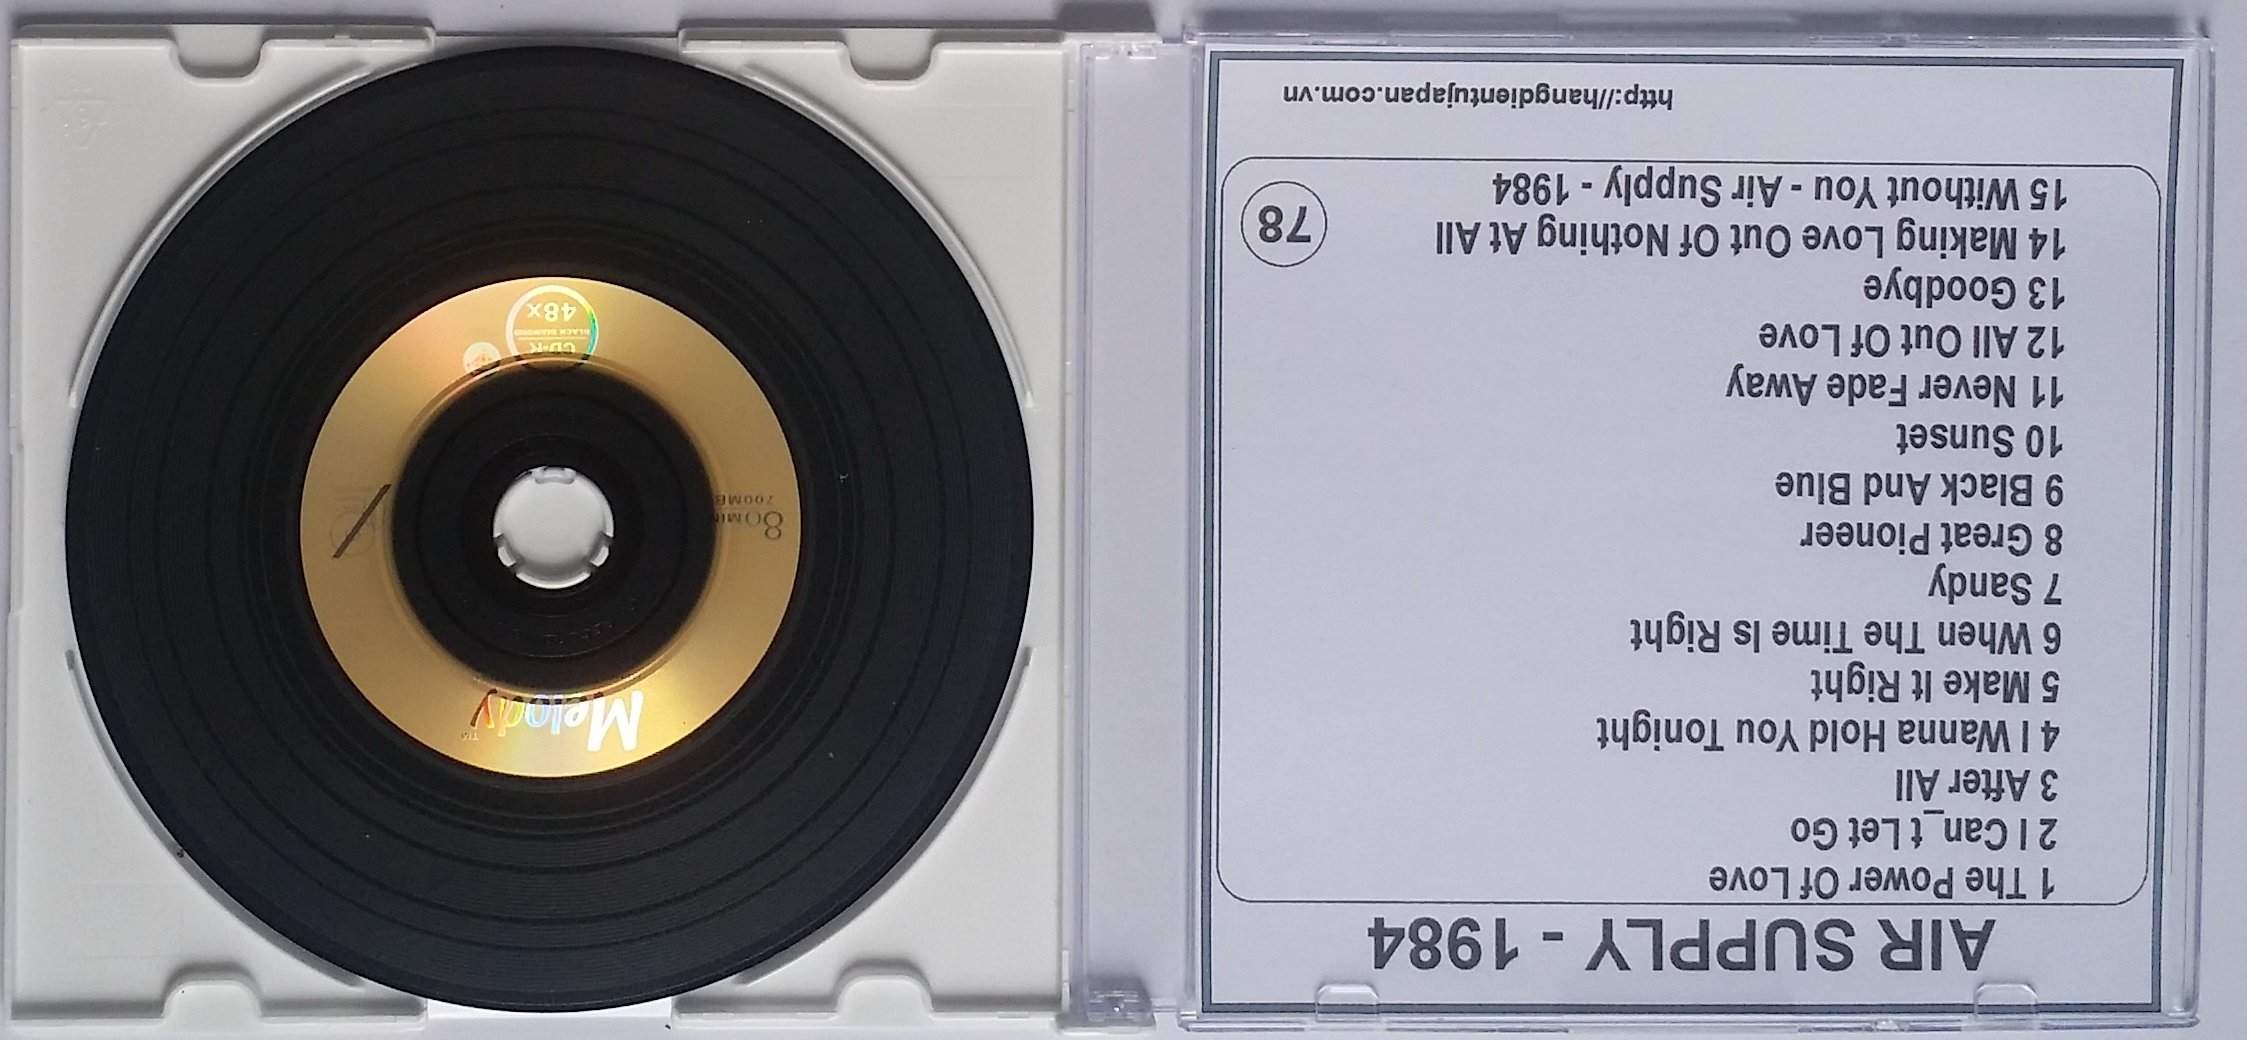 AIR SUPPLY - 1984
1 The Power Of Love
2 I Can_t Let Go
3 After All
4 I Wanna Hold You Tonight
5 Make It Right
6 When The Time Is Right
7 Sandy
8 Great Pioneer
9 Black And Blue
10 Sunset
11 Never Fade Away
12 All Out Of Love
13 Goodbye
14 Making Love Out Of Nothing At All
15 Without You - Air Supply - 1984
78
http://hangdientujapan.com.vn
Melody™
80MIN
700MB
CD-R
BLACK DIAMOND
48x